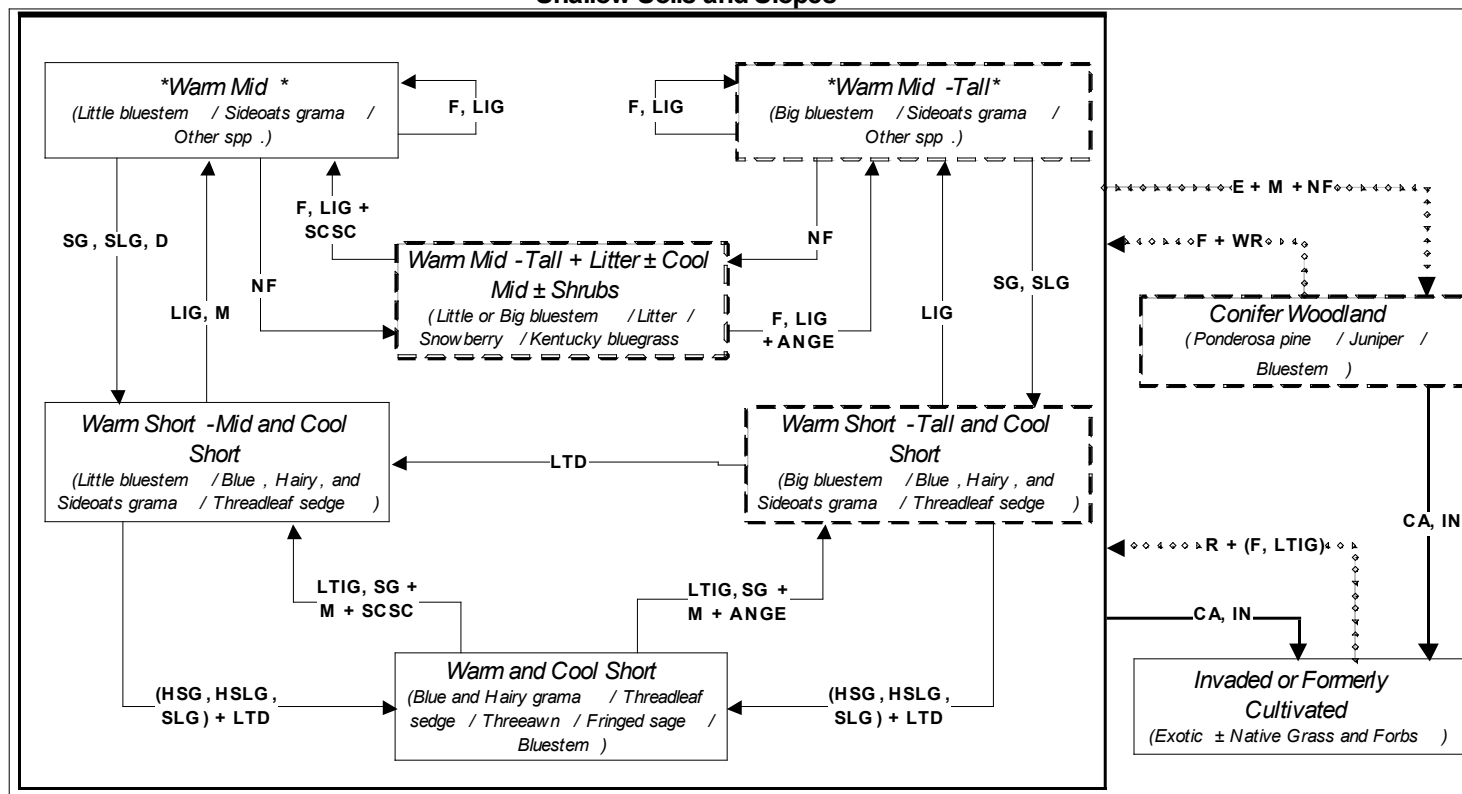 Shallow Soils and Slopes
*Warm Mid *
(Little bluestem / Sideoats grama /
Other spp .)
F, LIG
F, LIG
*Warm Mid -Tall*
(Big bluestem / Sideoats grama /
Other spp .)
E + M + NF
F, LIG +
SCSC
SG, SLG, D
NF
F + WR
Warm Mid -Tall + Litter ± Cool
Mid ± Shrubs
(Little or Big bluestem / Litter /
Snowberry / Kentucky bluegrass
NF
SG, SLG
LIG, M
F, LIG
+ ANGE
LIG
Conifer Woodland
(Ponderosa pine / Juniper /
Bluestem )
Warm Short -Mid and Cool
Short
(Little bluestem / Blue , Hairy, and
Sideoats grama / Threadleaf sedge )
LTD
Warm Short -Tall and Cool
Short
(Big bluestem / Blue , Hairy, and
Sideoats grama / Threadleaf sedge )
CA, IN
R + (F, LTIG)
LTIG, SG +
M + SCSC
LTIG, SG +
M + ANGE
CA, IN
(HSG, HSLG,
SLG) + LTD
Warm and Cool Short
(Blue and Hairy grama / Threadleaf
sedge / Threeawn / Fringed sage /
Bluestem )
(HSG, HSLG,
SLG) + LTD
Invaded or Formerly
Cultivated
(Exotic ± Native Grass and Forbs )